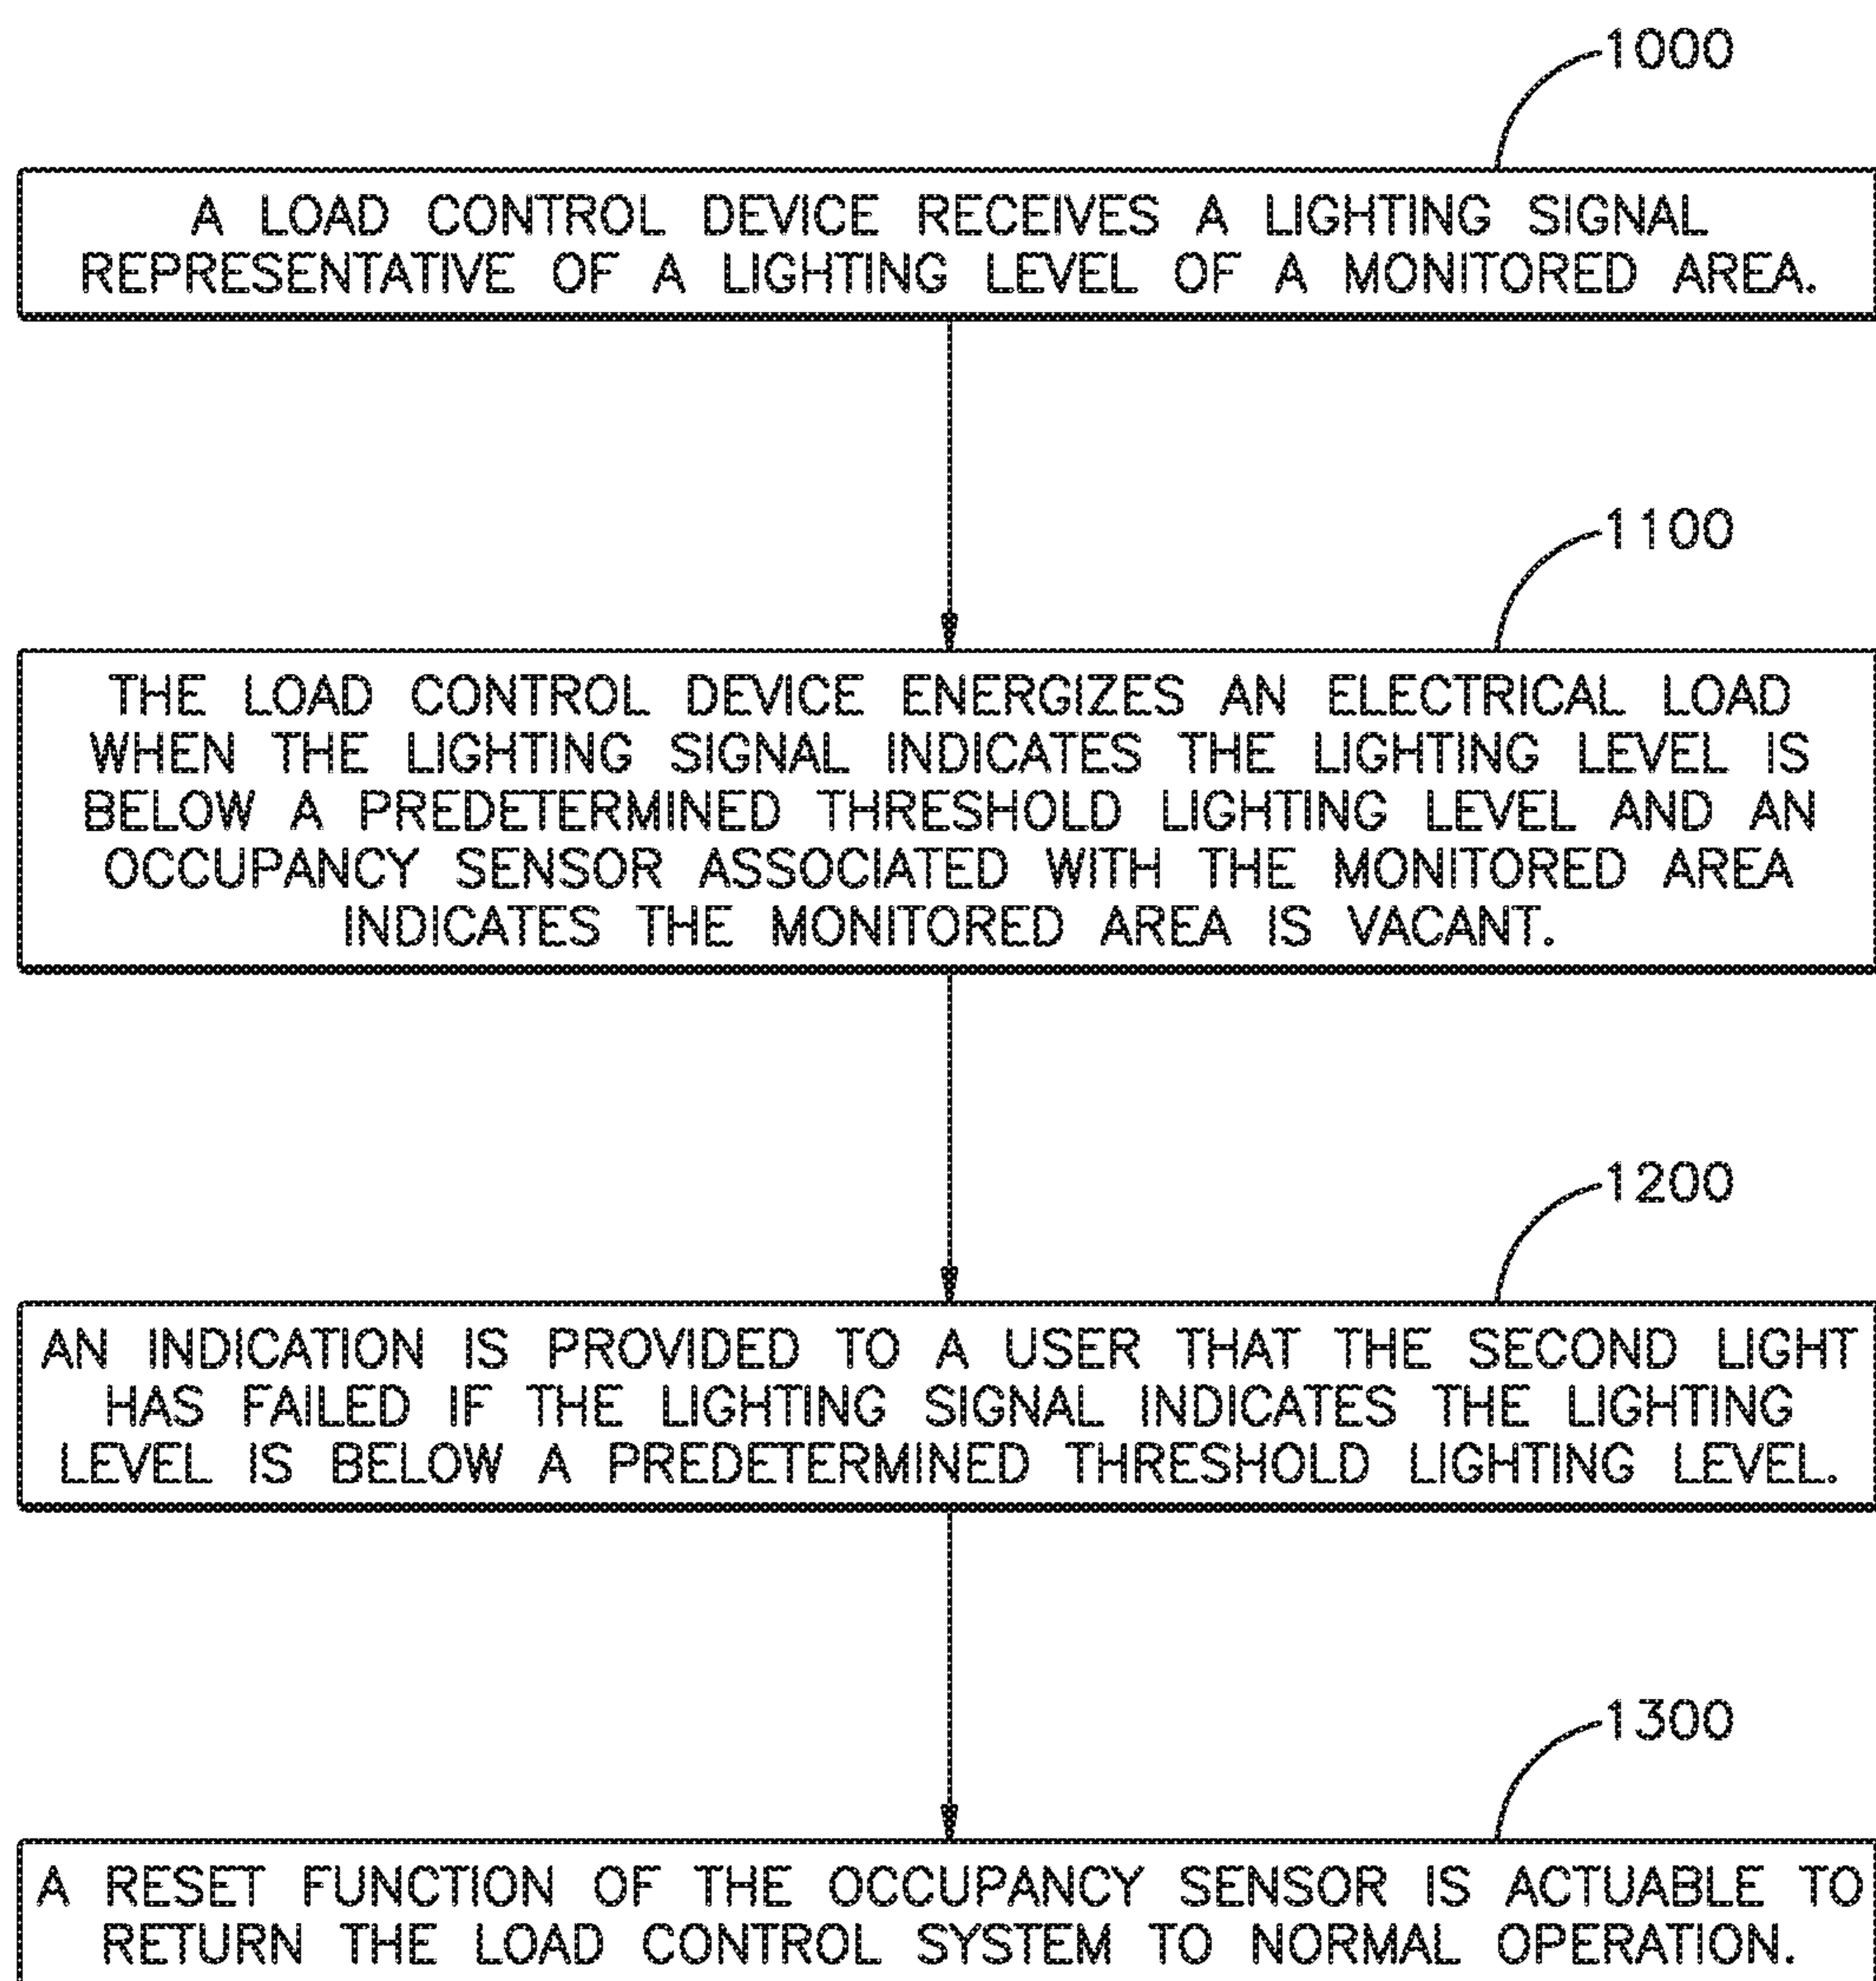 1000
A LOAD CONTROL DEVICE RECEIVES A LIGHTING SIGNAL
REPRESENTATIVE OF A LIGHTING LEVEL OF A MONITORED AREA.
1100
THE LOAD CONTROL DEVICE ENERGIZES AN ELECTRICAL LOAD
WHEN THE LIGHTING SIGNAL INDICATES THE LIGHTING LEVEL IS
BELOW A PREDETERMINED THRESHOLD LIGHTING LEVEL AND AN
OCCUPANCY SENSOR ASSOCIATED WITH THE MONITORED AREA
INDICATES THE MONITORED AREA IS VACANT.
1200
AN INDICATION IS PROVIDED TO A USER THAT THE SECOND LIGHT
HAS FAILED IF THE LIGHTING SIGNAL INDICATES THE LIGHTING
LEVEL IS BELOW A PREDETERMINED THRESHOLD LIGHTING LEVEL.
1300
A RESET FUNCTION OF THE OCCUPANCY SENSOR IS ACTUABLE TO
RETURN THE LOAD CONTROL SYSTEM TO NORMAL OPERATION.